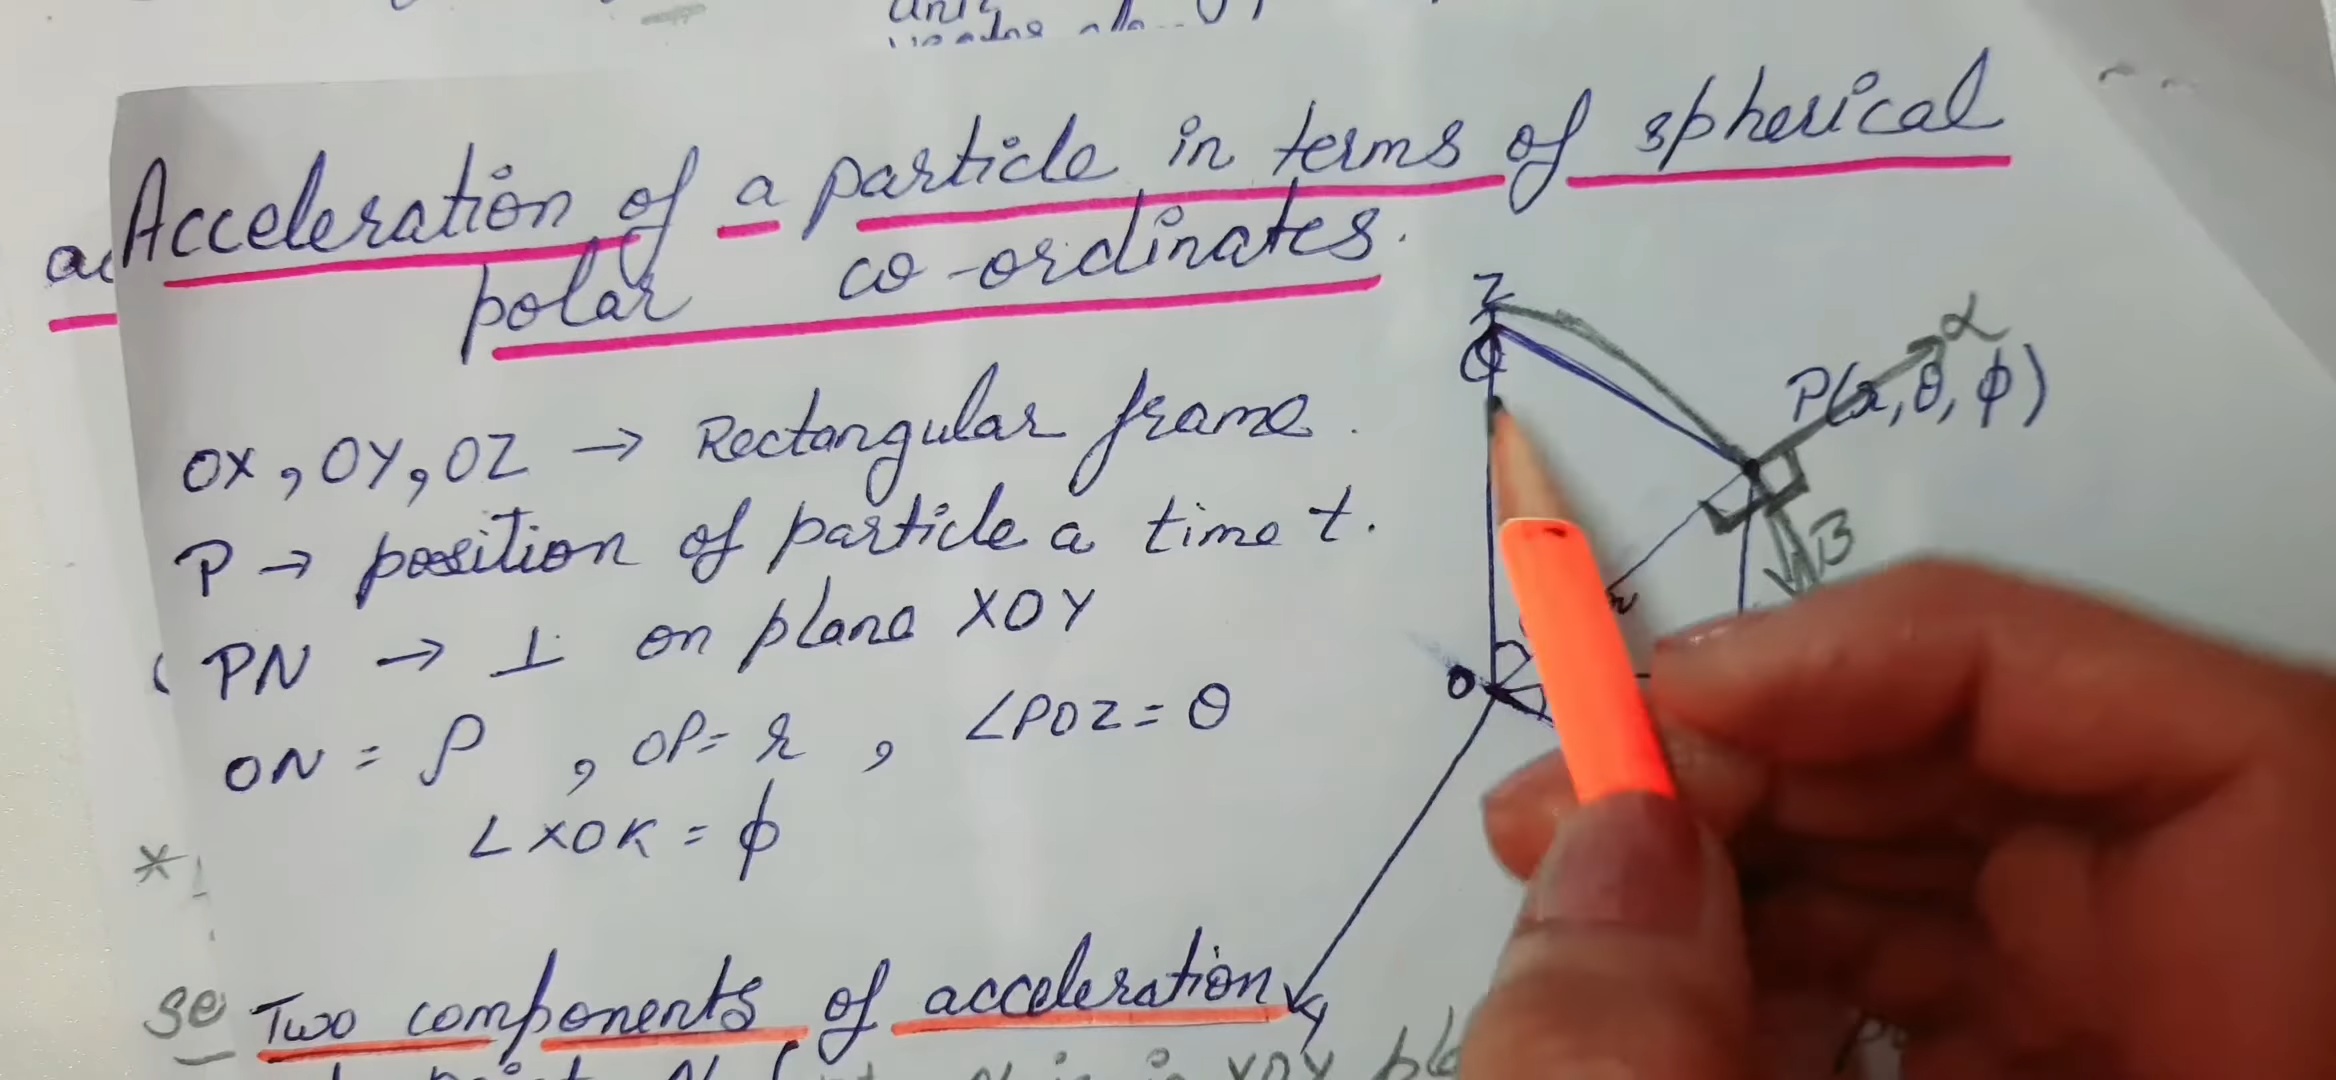 Acceleration of a particle in terms of spherical
polar co-ordinates.
OX, OY, OZ → Rectangular frame.
P → position of particle a time t.
PN → ⊥ on plane XOY
ON = ρ, OP = r, ∠POZ = θ
∠XOK = φ
Two components of acceleration
Z
Q
α
P(r, θ, φ)
β
O
Y